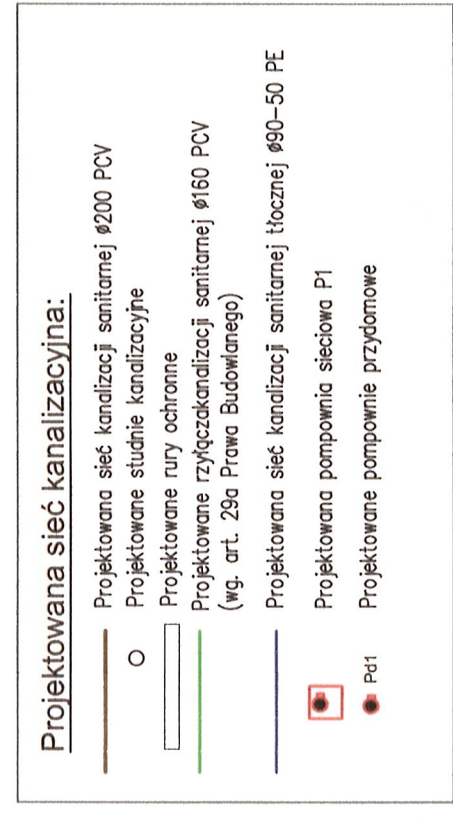 Projektowana sieć kanalizacyjna:
Projektowana sieć kanalizacji sanitarnej ø200 PCV
Projektowane studnie kanalizacyjne
Projektowane rury ochronne
Projektowane rzyłączakanalizacji sanitarnej ø160 PCV
(wg. art. 29a Prawa Budowlanego)
Projektowana sieć kanalizacji sanitarnej tłocznej ø90-50 PE
Projektowana pompownia sieciowa P1
Pd1 Projektowane pompownie przydomowe